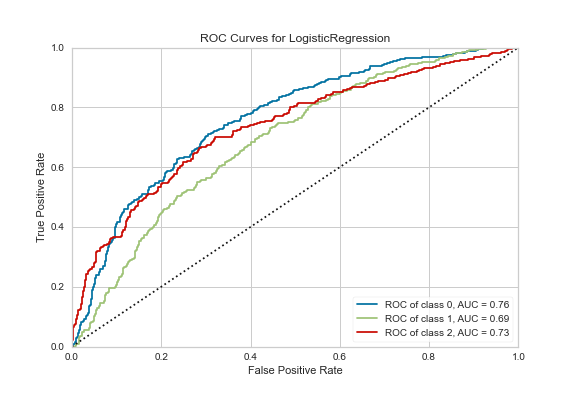 ROC Curves for LogisticRegression
True Positive Rate
1.0
0.8
0.6
0.4
0.2
0.0
0.0 0.2 0.4 0.6 0.8 1.0
False Positive Rate
ROC of class 0, AUC = 0.76
ROC of class 1, AUC = 0.69
ROC of class 2, AUC = 0.73